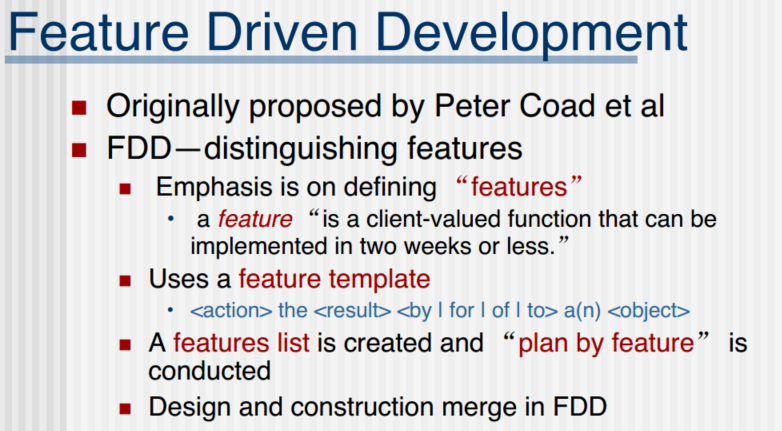 Feature Driven Development
Originally proposed by Peter Coad et al
FDD—distinguishing features
Emphasis is on defining “features”
a feature “is a client-valued function that can be
implemented in two weeks or less.”
Uses a feature template
<action> the <result> <by | for | of | to> a(n) <object>
A features list is created and “plan by feature” is
conducted
Design and construction merge in FDD